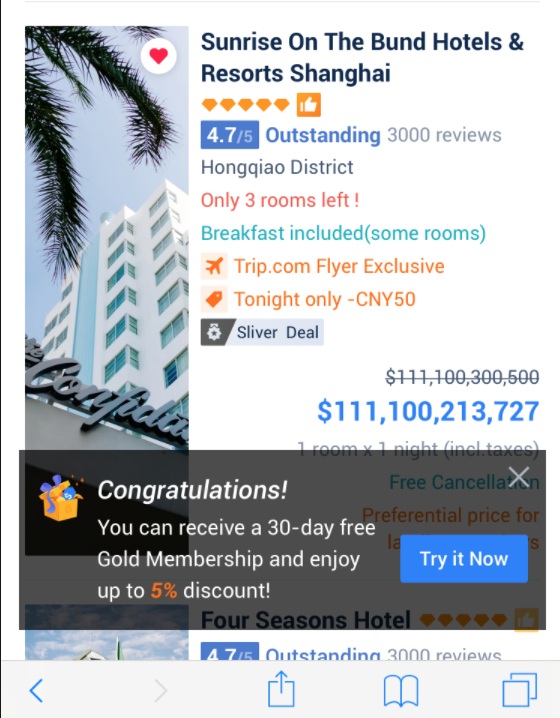 Sunrise On The Bund Hotels &
Resorts Shanghai
4.7/5 Outstanding 3000 reviews
Hongqiao District
Only 3 rooms left !
Breakfast included(some rooms)
Trip.com Flyer Exclusive
Tonight only -CNY50
Sliver Deal
$111,100,300,500
$111,100,213,727
1 room x 1 night (incl.taxes)
Free Cancellation
Preferential price for
Congratulations!
You can receive a 30-day free
Gold Membership and enjoy
up to 5% discount!
Try it Now
Four Seasons Hotel
4.7/5 Outstanding 3000 reviews